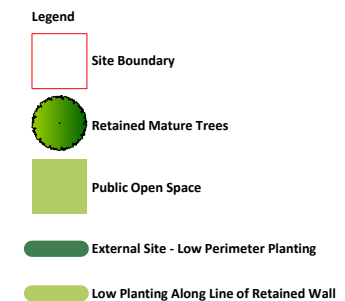 Legend
Site Boundary
Retained Mature Trees
Public Open Space
External Site - Low Perimeter Planting
Low Planting Along Line of Retained Wall